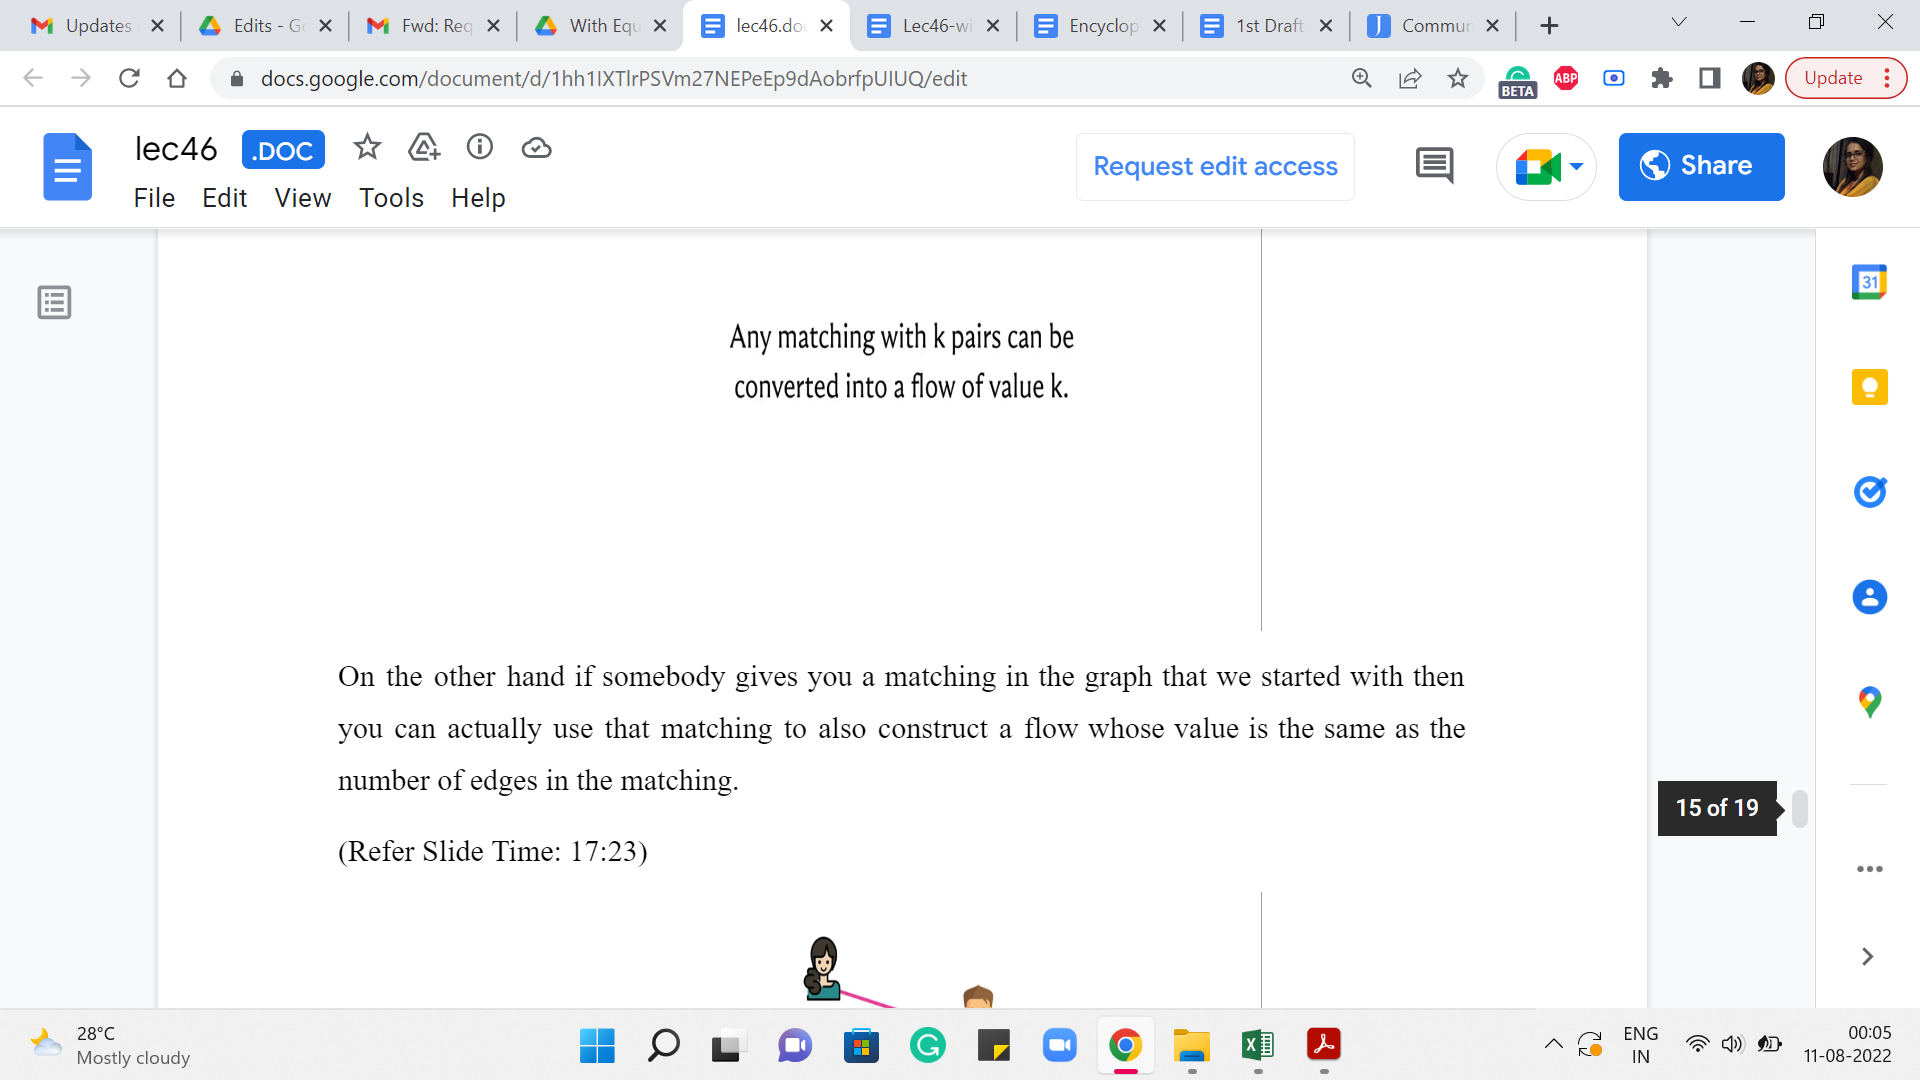 Updates
Edits - Go
Fwd: Req
With Equ
lec46.doc
Lec46-wi
Encyclop
1st Draft
Commun
docs.google.com/document/d/1hh1IXTlrPSVm27NEPeEp9dAobrfpUIUQ/edit
BETA
ABP
Update
lec46 .DOC
Request edit access
Share
File Edit View Tools Help
31
Any matching with k pairs can be
converted into a flow of value k.
On the other hand if somebody gives you a matching in the graph that we started with then
you can actually use that matching to also construct a flow whose value is the same as the
number of edges in the matching.
15 of 19
(Refer Slide Time: 17:23)
28°C
Mostly cloudy
ENG
IN
00:05
11-08-2022